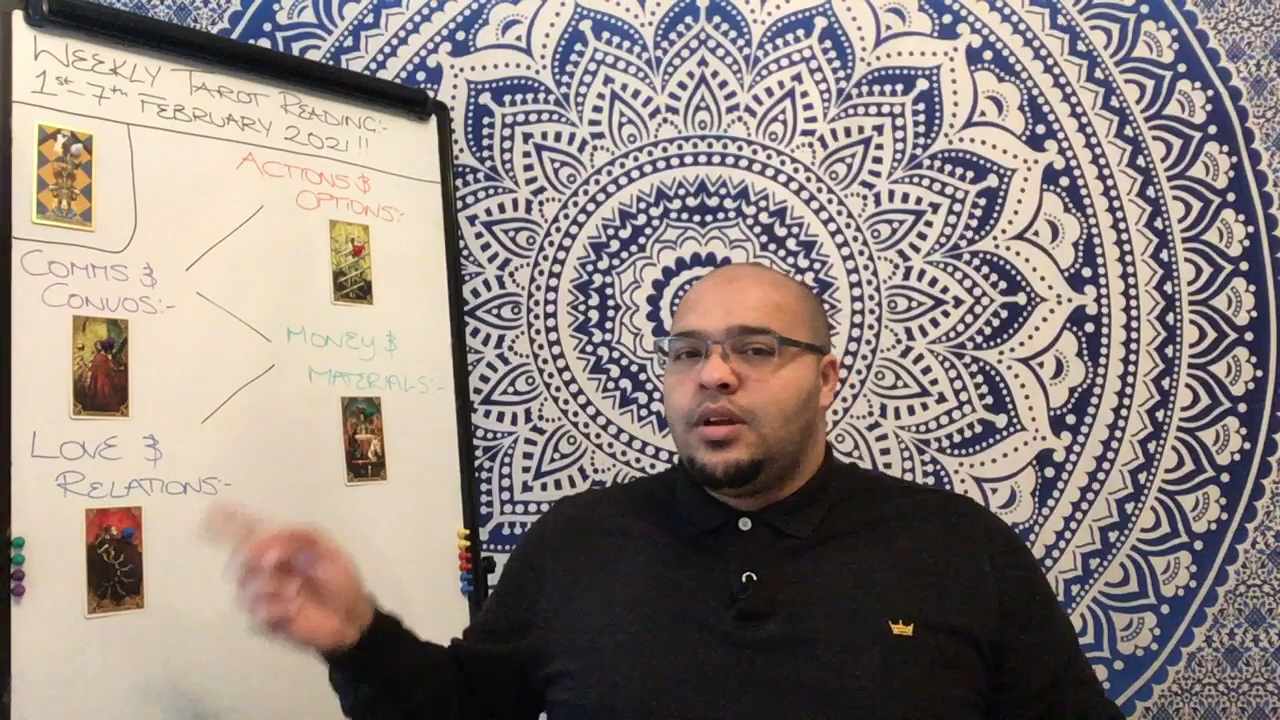 WEEKLY TAROT READING:-
1st - 7th FEBRUARY 2021!!
ACTIONS &
OPTIONS:-
COMMS &
CONVOS:-
MONEY &
MATERIALS:-
LOVE &
RELATIONS:-